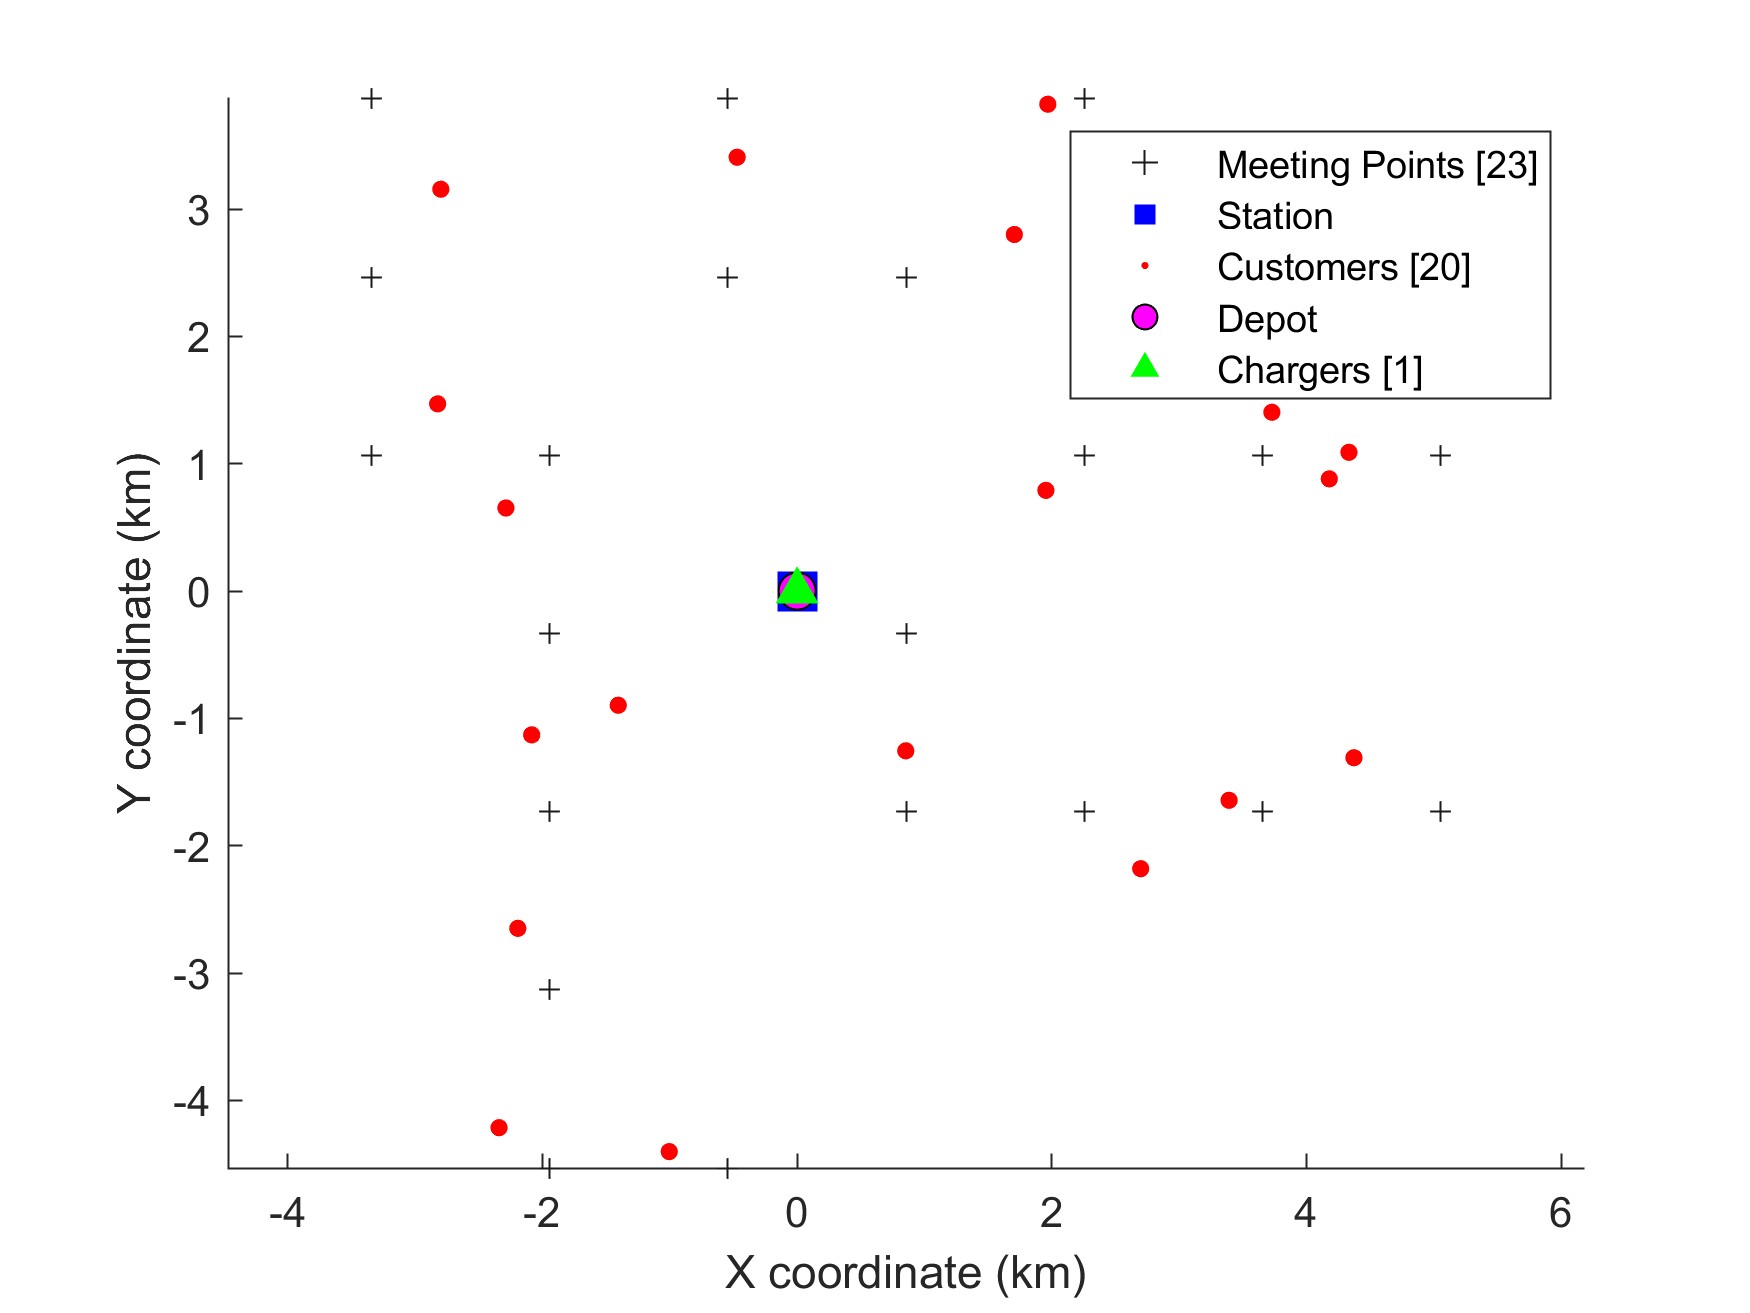 Meeting Points [23]
Station
Customers [20]
Depot
Chargers [1]
3
2
1
0
-1
-2
-3
-4
Y coordinate (km)
-4 -2 0 2 4 6
X coordinate (km)